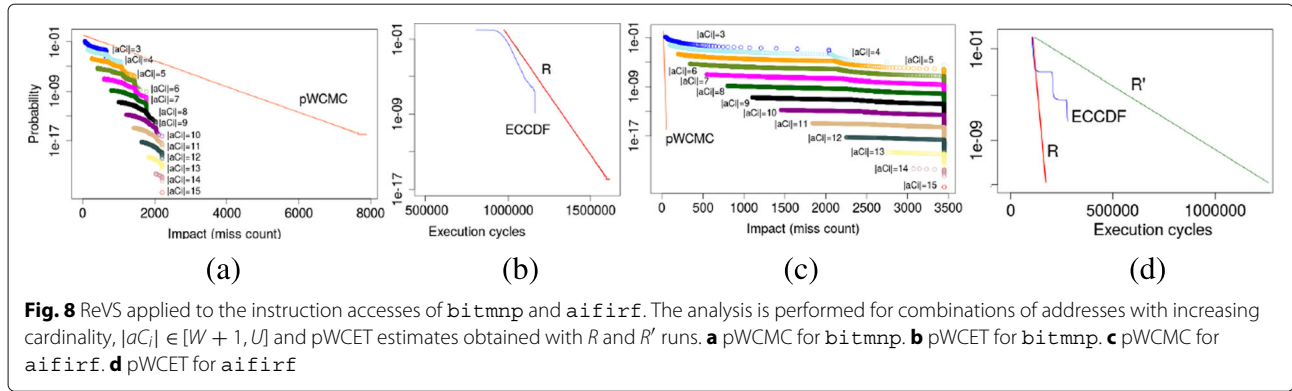 1e-01
1e-09
1e-17
Probability
|aCi|=3
|aCi|=4
|aCi|=5
|aCi|=6
|aCi|=7
|aCi|=8
|aCi|=9
|aCi|=10
|aCi|=11
|aCi|=12
|aCi|=13
|aCi|=14
|aCi|=15
pWCMC
0 2000 4000 6000 8000
Impact (miss count)
(a)
1e-01
1e-09
1e-17
R
ECCDF
500000 1000000 1500000
Execution cycles
(b)
1e-01
1e-09
1e-17
|aCi|=3
|aCi|=4
|aCi|=5
|aCi|=6
|aCi|=7
|aCi|=8
|aCi|=9
|aCi|=10
|aCi|=11
|aCi|=12
|aCi|=13
|aCi|=14
|aCi|=15
pWCMC
0 500 1000 1500 2000 2500 3000 3500
Impact (miss count)
(c)
1e-01
1e-09
R'
ECCDF
R
0 500000 1000000
Execution cycles
(d)
Fig. 8 ReVS applied to the instruction accesses of bitmnp and aifirf. The analysis is performed for combinations of addresses with increasing
cardinality, |aCᵢ| ∈ [W + 1, U] and pWCET estimates obtained with R and R′ runs. a pWCMC for bitmnp. b pWCET for bitmnp. c pWCMC for
aifirf. d pWCET for aifirf